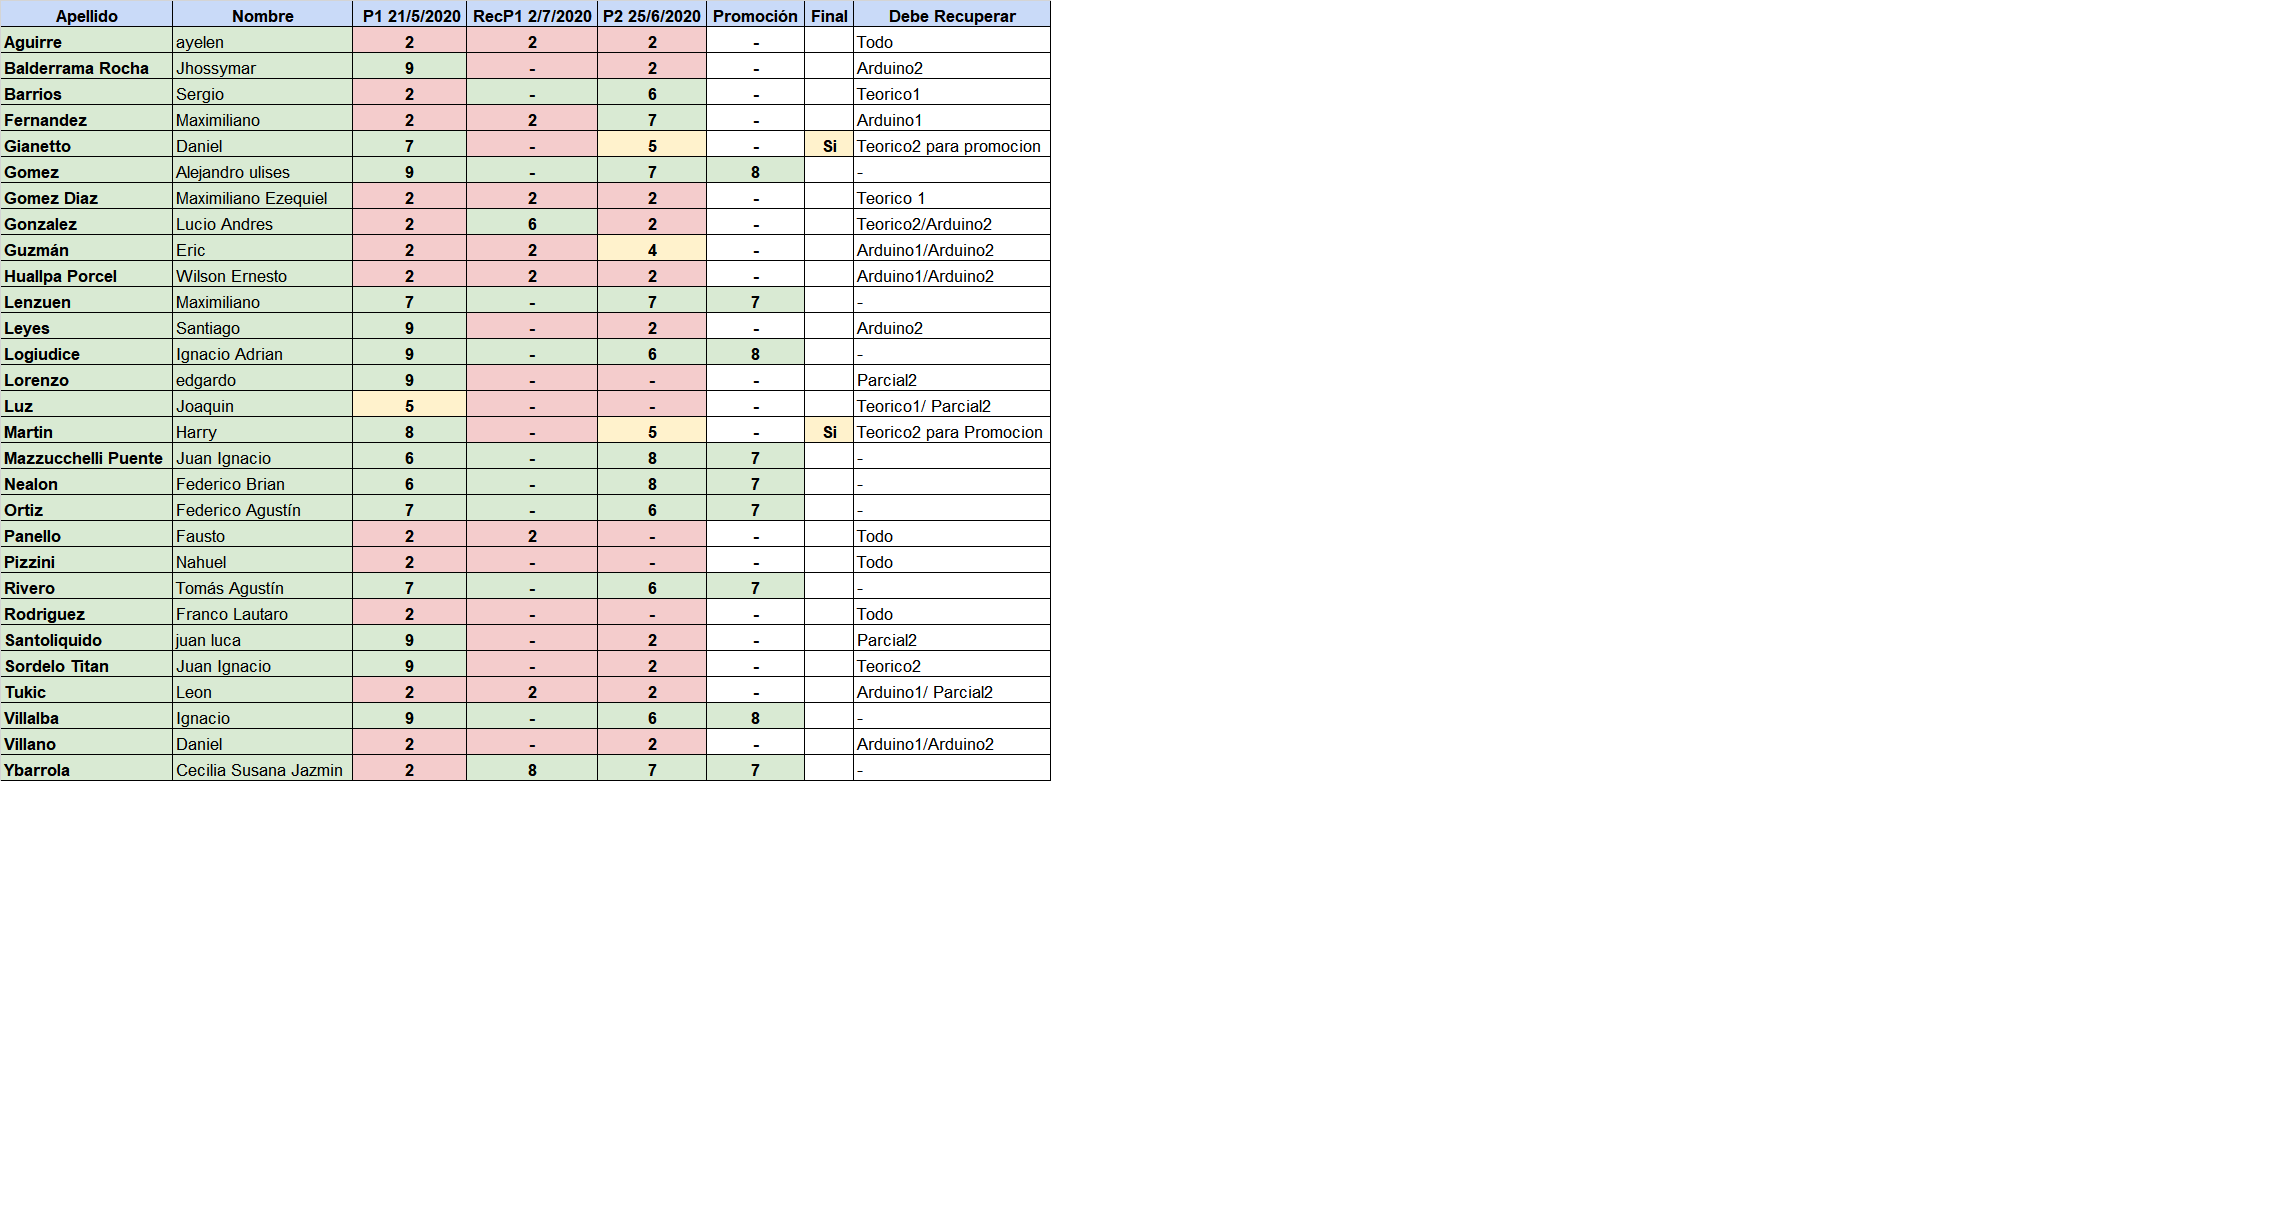 Apellido Nombre P1 21/5/2020 RecP1 2/7/2020 P2 25/6/2020 Promoción Final Debe Recuperar
Aguirre ayelen 2 2 2 - Todo
Balderrama Rocha Jhossymar 9 - 2 - Arduino2
Barrios Sergio 2 - 6 - Teorico1
Fernandez Maximiliano 2 2 7 - Arduino1
Gianetto Daniel 7 - 5 - Si Teorico2 para promocion
Gomez Alejandro ulises 9 - 7 8 -
Gomez Diaz Maximiliano Ezequiel 2 2 2 - Teorico 1
Gonzalez Lucio Andres 2 6 2 - Teorico2/Arduino2
Guzmán Eric 2 2 4 - Arduino1/Arduino2
Huallpa Porcel Wilson Ernesto 2 2 2 - Arduino1/Arduino2
Lenzuen Maximiliano 7 - 7 7 -
Leyes Santiago 9 - 2 - Arduino2
Logiudice Ignacio Adrian 9 - 6 8 -
Lorenzo edgardo 9 - - - Parcial2
Luz Joaquin 5 - - - Teorico1/ Parcial2
Martin Harry 8 - 5 - Si Teorico2 para Promocion
Mazzucchelli Puente Juan Ignacio 6 - 8 7 -
Nealon Federico Brian 6 - 8 7 -
Ortiz Federico Agustín 7 - 6 7 -
Panello Fausto 2 2 - - Todo
Pizzini Nahuel 2 - - - Todo
Rivero Tomás Agustín 7 - 6 7 -
Rodriguez Franco Lautaro 2 - - - Todo
Santoliquido juan luca 9 - 2 - Parcial2
Sordelo Titan Juan Ignacio 9 - 2 - Teorico2
Tukic Leon 2 2 2 - Arduino1/ Parcial2
Villalba Ignacio 9 - 6 8 -
Villano Daniel 2 - 2 - Arduino1/Arduino2
Ybarrola Cecilia Susana Jazmin 2 8 7 7 -